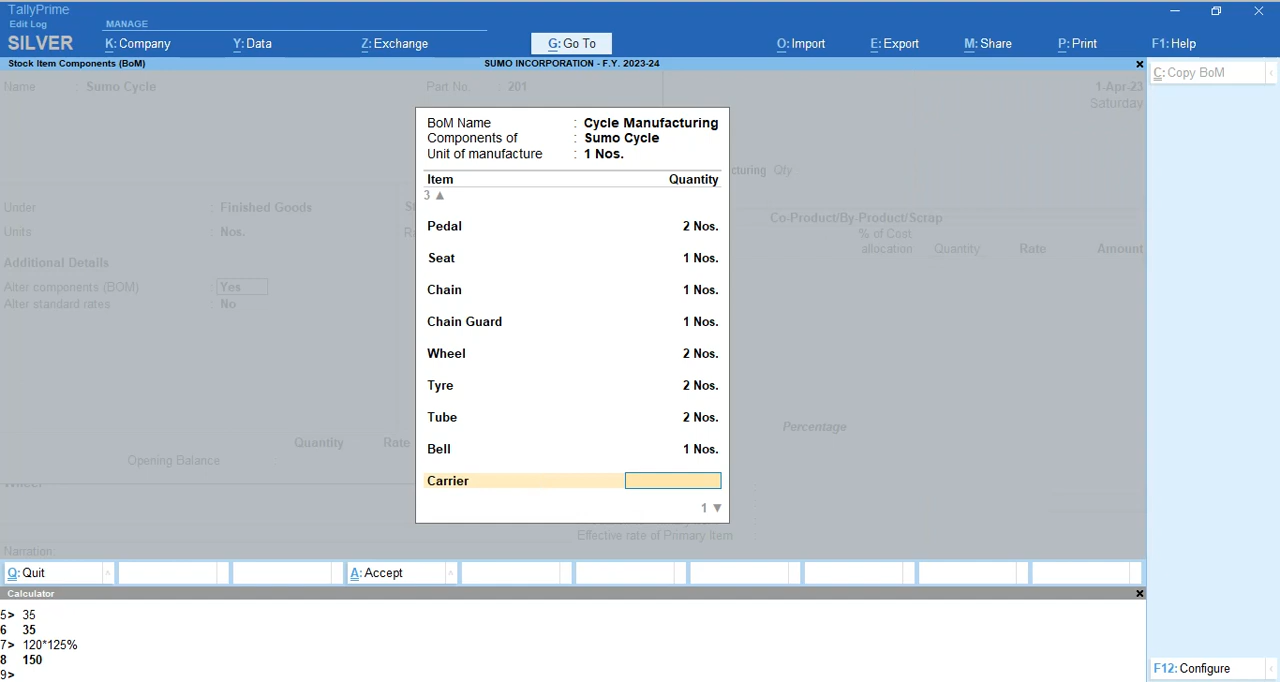 TallyPrime
Edit Log
SILVER
MANAGE
K: Company
Y: Data
Z: Exchange
G: Go To
O: Import
E: Export
M: Share
P: Print
F1: Help
Stock Item Components (BoM)
SUMO INCORPORATION - F.Y. 2023-24
C: Copy BoM
Name : Sumo Cycle
Part No. : 201
1-Apr-23
Saturday
BoM Name : Cycle Manufacturing
Components of : Sumo Cycle
Unit of manufacture : 1 Nos.
Item Quantity
3 ▲
Pedal 2 Nos.
Seat 1 Nos.
Chain 1 Nos.
Chain Guard 1 Nos.
Wheel 2 Nos.
Tyre 2 Nos.
Tube 2 Nos.
Bell 1 Nos.
Carrier
1 ▼
cturing Qty
Under : Finished Goods
Units : Nos.
Additional Details
Alter components (BOM) : Yes
Alter standard rates : No
Co-Product/By-Product/Scrap
% of Cost
allocation Quantity Rate Amount
Percentage
Quantity Rate
Opening Balance
Wheel
Effective rate of Primary Item
Narration
Q: Quit
A: Accept
Calculator
5> 35
6 35
7> 120*125%
8 150
9>
F12: Configure